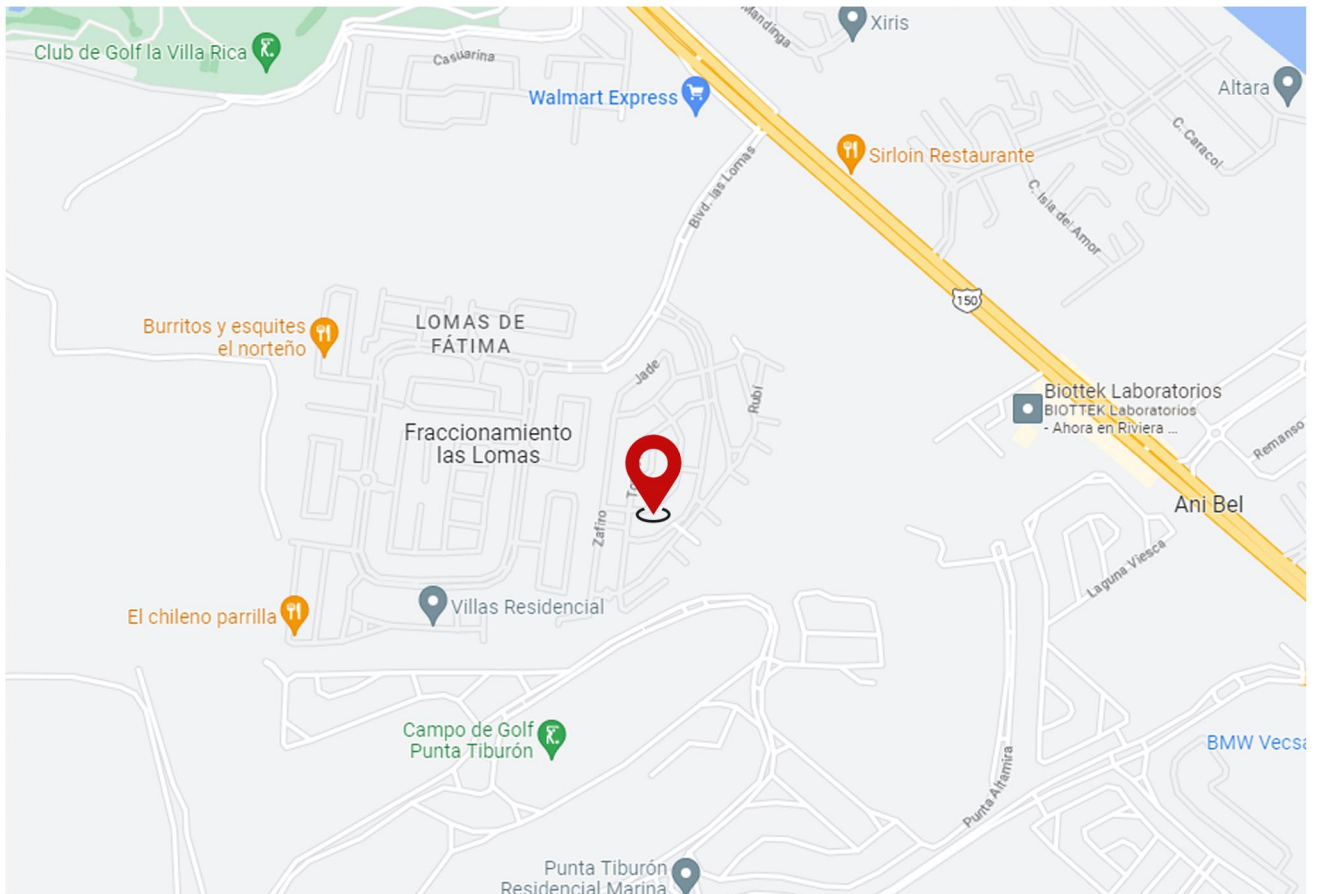 Mandinga
Xiris
Club de Golf la Villa Rica
Casuarina
Altara
Walmart Express
C. Caracol
Sirloin Restaurante
Blvd. las Lomas
C. Isla del Amor
150
Burritos y esquites
el norteño
LOMAS DE
FÁTIMA
Jade
Rubí
Biottek Laboratorios
BIOTTEK Laboratorios
- Ahora en Riviera ...
Remanso
Fraccionamiento
las Lomas
Ani Bel
Zafiro
Laguna Viesca
El chileno parrilla
Villas Residencial
Campo de Golf
Punta Tiburón
BMW Vecsa
Punta Altamira
Punta Tiburón
Residencial Marina